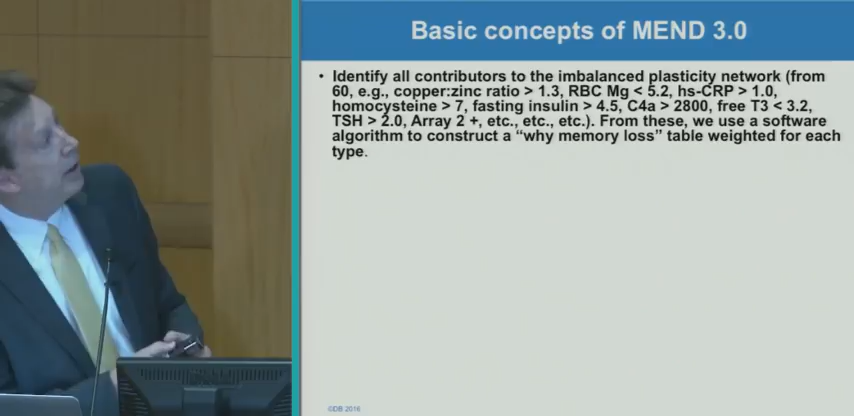 Basic concepts of MEND 3.0
• Identify all contributors to the imbalanced plasticity network (from
60, e.g., copper:zinc ratio > 1.3, RBC Mg < 5.2, hs-CRP > 1.0,
homocysteine > 7, fasting insulin > 4.5, C4a > 2800, free T3 < 3.2,
TSH > 2.0, Array 2 +, etc., etc., etc.). From these, we use a software
algorithm to construct a “why memory loss” table weighted for each
type.
©DB 2016